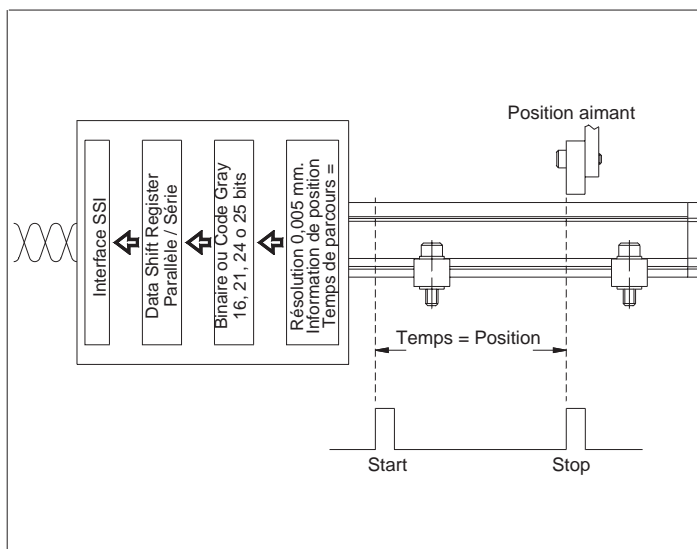 Position aimant
Interface SSI
Data Shift Register
Parallèle / Série
Binaire ou Code Gray
16, 21, 24 o 25 bits
Résolution 0,005 mm.
Information de position
Temps de parcours =
Temps = Position
Start
Stop